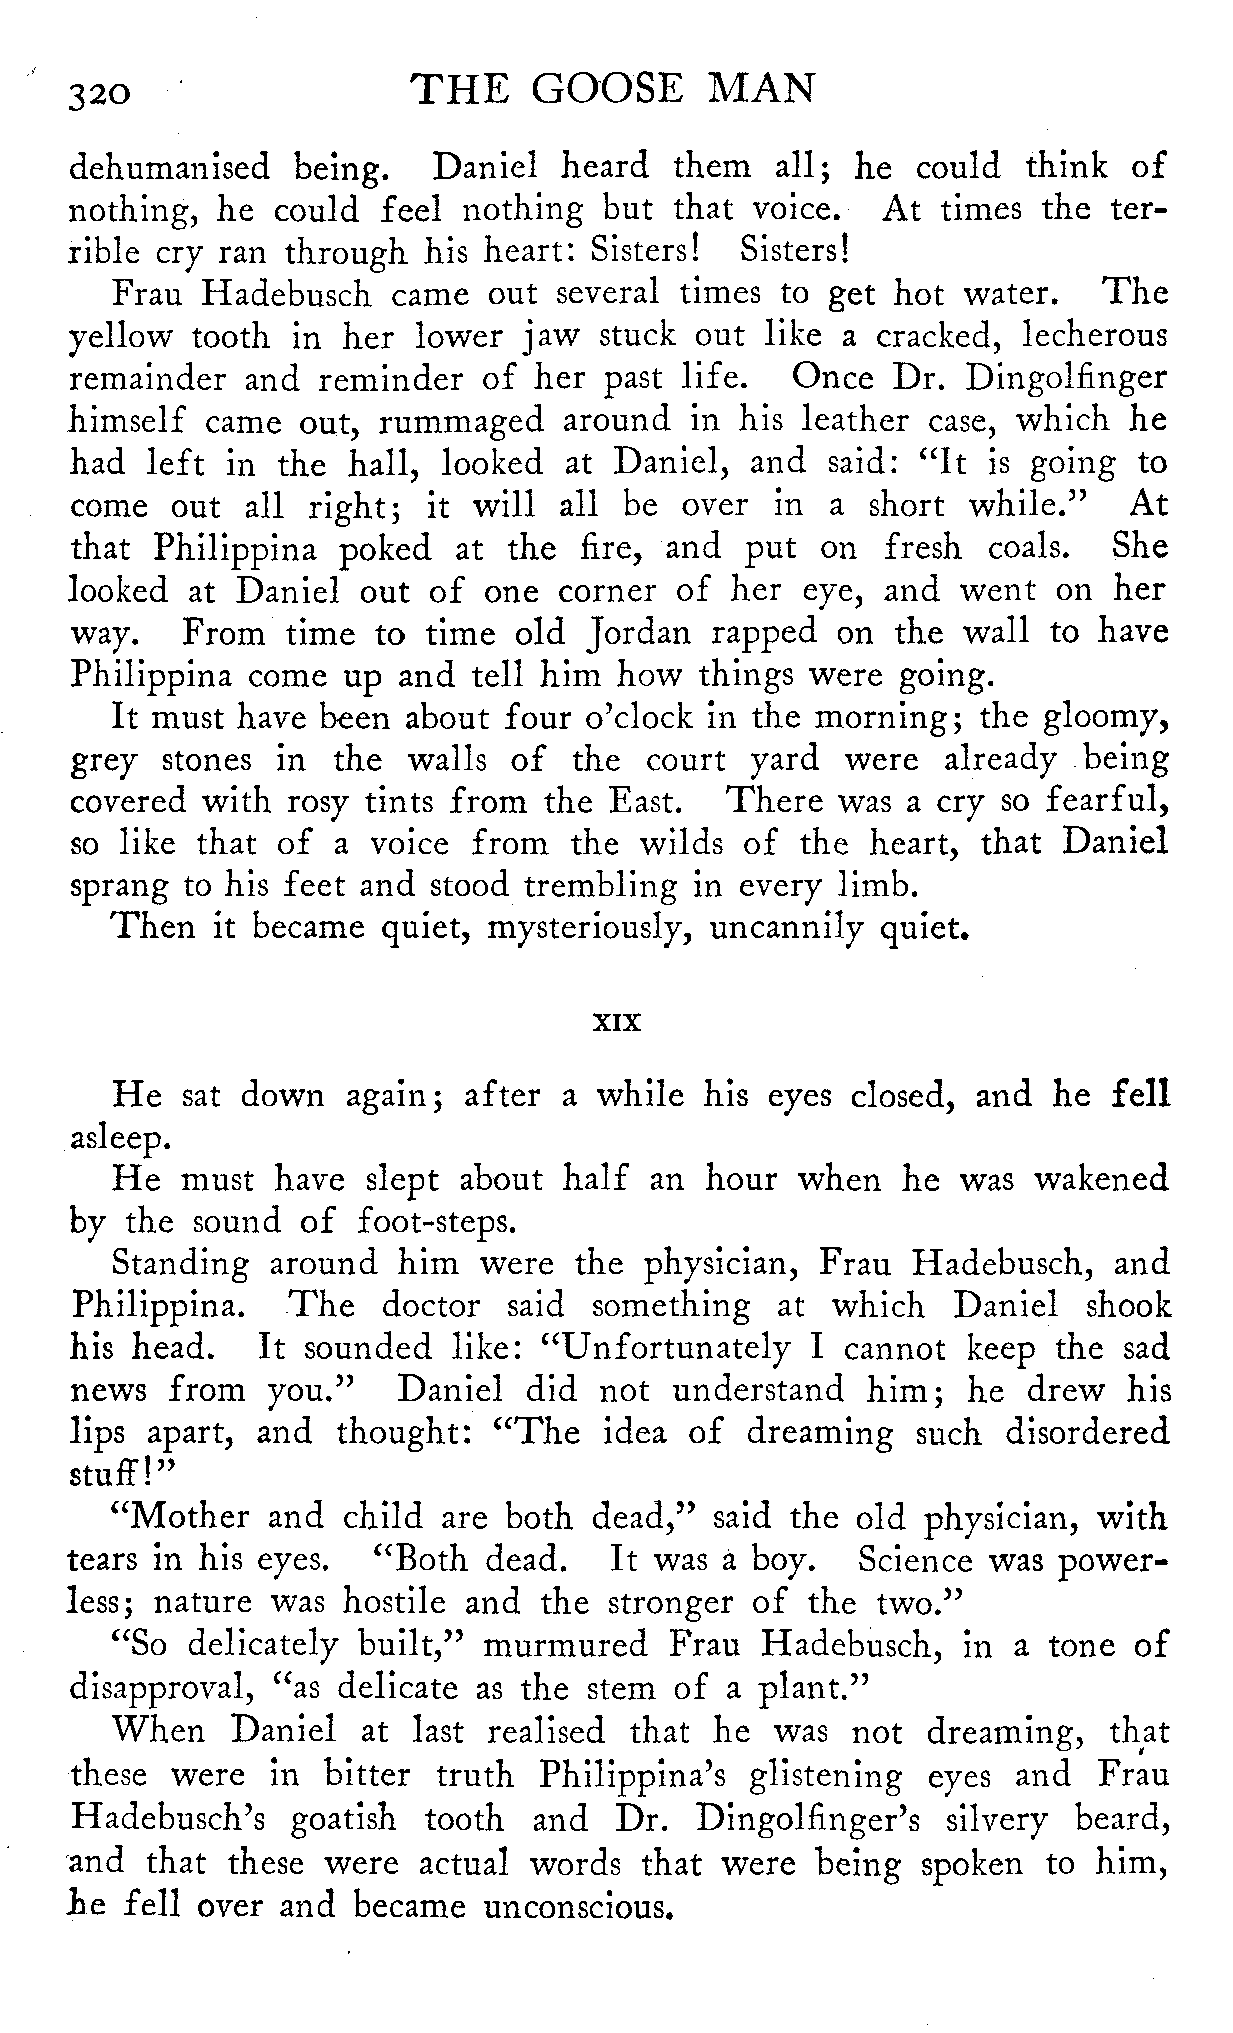 320 THE GOOSE MAN
dehumanised being. Daniel heard them all; he could think of
nothing, he could feel nothing but that voice. At times the ter-
rible cry ran through his heart: Sisters! Sisters!
Frau Hadebusch came out several times to get hot water. The
yellow tooth in her lower jaw stuck out like a cracked, lecherous
remainder and reminder of her past life. Once Dr. Dingolfinger
himself came out, rummaged around in his leather case, which he
had left in the hall, looked at Daniel, and said: “It is going to
come out all right; it will all be over in a short while.” At
that Philippina poked at the fire, and put on fresh coals. She
looked at Daniel out of one corner of her eye, and went on her
way. From time to time old Jordan rapped on the wall to have
Philippina come up and tell him how things were going.
It must have been about four o’clock in the morning; the gloomy,
grey stones in the walls of the court yard were already being
covered with rosy tints from the East. There was a cry so fearful,
so like that of a voice from the wilds of the heart, that Daniel
sprang to his feet and stood trembling in every limb.
Then it became quiet, mysteriously, uncannily quiet.
XIX
He sat down again; after a while his eyes closed, and he fell
asleep.
He must have slept about half an hour when he was wakened
by the sound of foot-steps.
Standing around him were the physician, Frau Hadebusch, and
Philippina. The doctor said something at which Daniel shook
his head. It sounded like: “Unfortunately I cannot keep the sad
news from you.” Daniel did not understand him; he drew his
lips apart, and thought: “The idea of dreaming such disordered
stuff!”
“Mother and child are both dead,” said the old physician, with
tears in his eyes. “Both dead. It was a boy. Science was power-
less; nature was hostile and the stronger of the two.”
“So delicately built,” murmured Frau Hadebusch, in a tone of
disapproval, “as delicate as the stem of a plant.”
When Daniel at last realised that he was not dreaming, that
these were in bitter truth Philippina’s glistening eyes and Frau
Hadebusch’s goatish tooth and Dr. Dingolfinger’s silvery beard,
and that these were actual words that were being spoken to him,
he fell over and became unconscious.